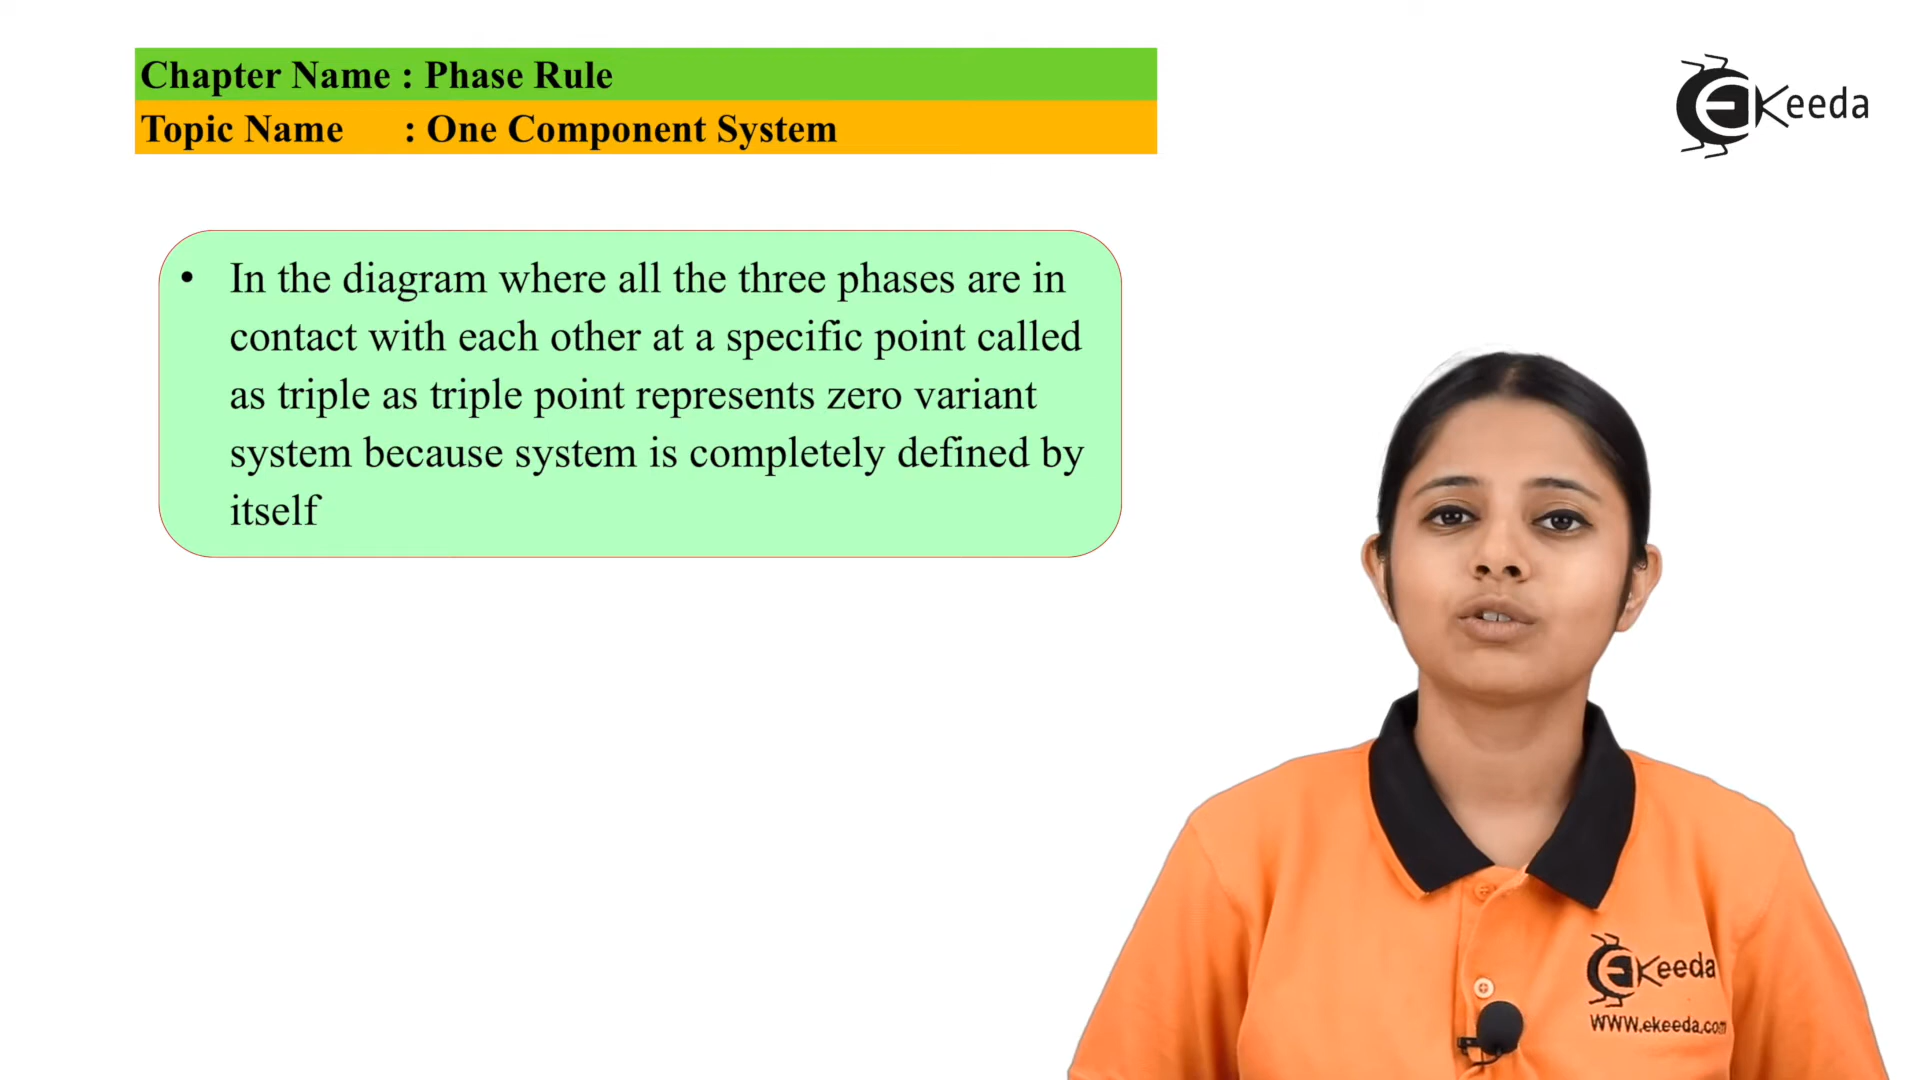 Chapter Name : Phase Rule
Topic Name : One Component System
eKeeda
• In the diagram where all the three phases are in
contact with each other at a specific point called
as triple as triple point represents zero variant
system because system is completely defined by
itself
eKeeda
WWW.ekeeda.com